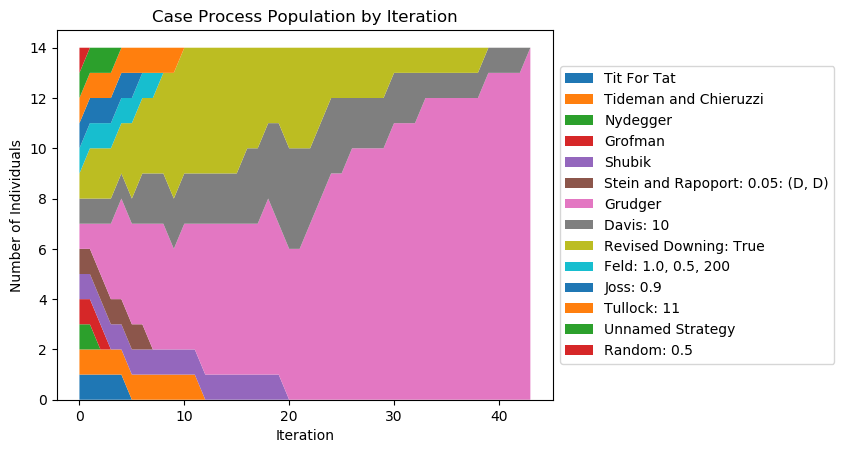 Case Process Population by Iteration
Number of Individuals
14
12
10
8
6
4
2
0
0 10 20 30 40
Iteration
Tit For Tat
Tideman and Chieruzzi
Nydegger
Grofman
Shubik
Stein and Rapoport: 0.05: (D, D)
Grudger
Davis: 10
Revised Downing: True
Feld: 1.0, 0.5, 200
Joss: 0.9
Tullock: 11
Unnamed Strategy
Random: 0.5